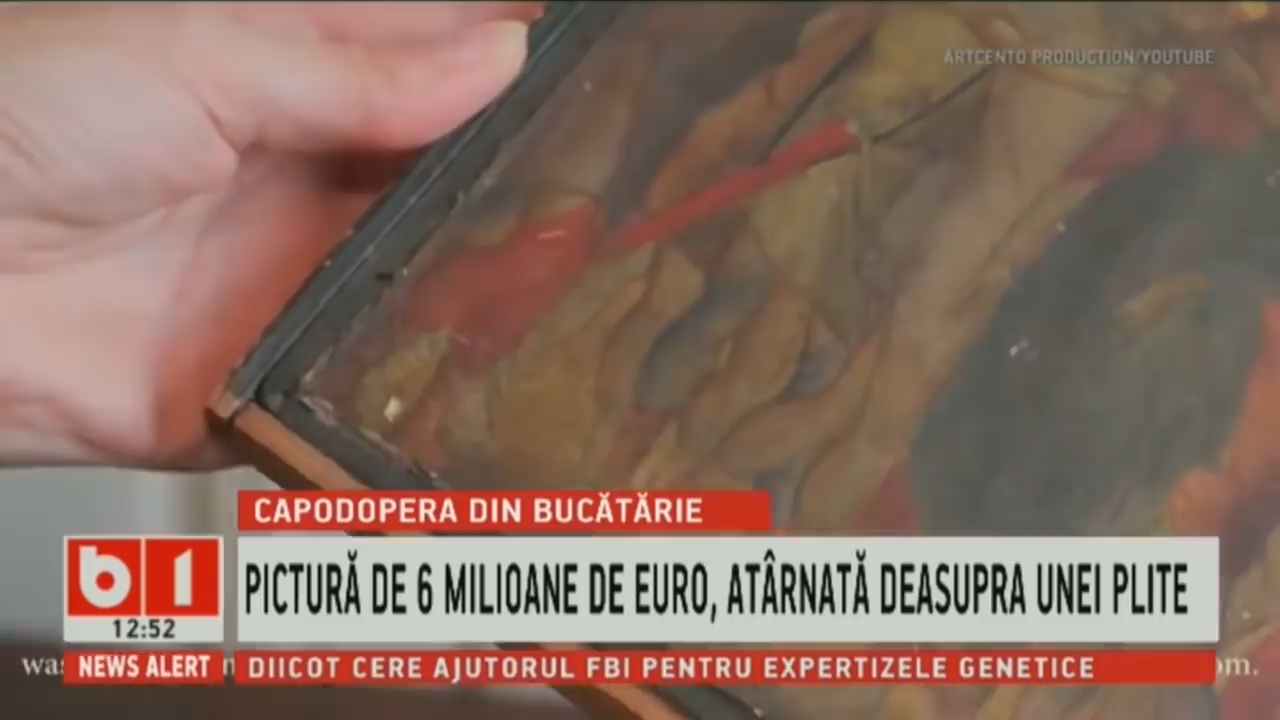 ARTCENTO PRODUCTION/YOUTUBE
CAPODOPERA DIN BUCĂTĂRIE
b1
PICTURĂ DE 6 MILIOANE DE EURO, ATÂRNATĂ DEASUPRA UNEI PLITE
12:52
NEWS ALERT
DIICOT CERE AJUTORUL FBI PENTRU EXPERTIZELE GENETICE